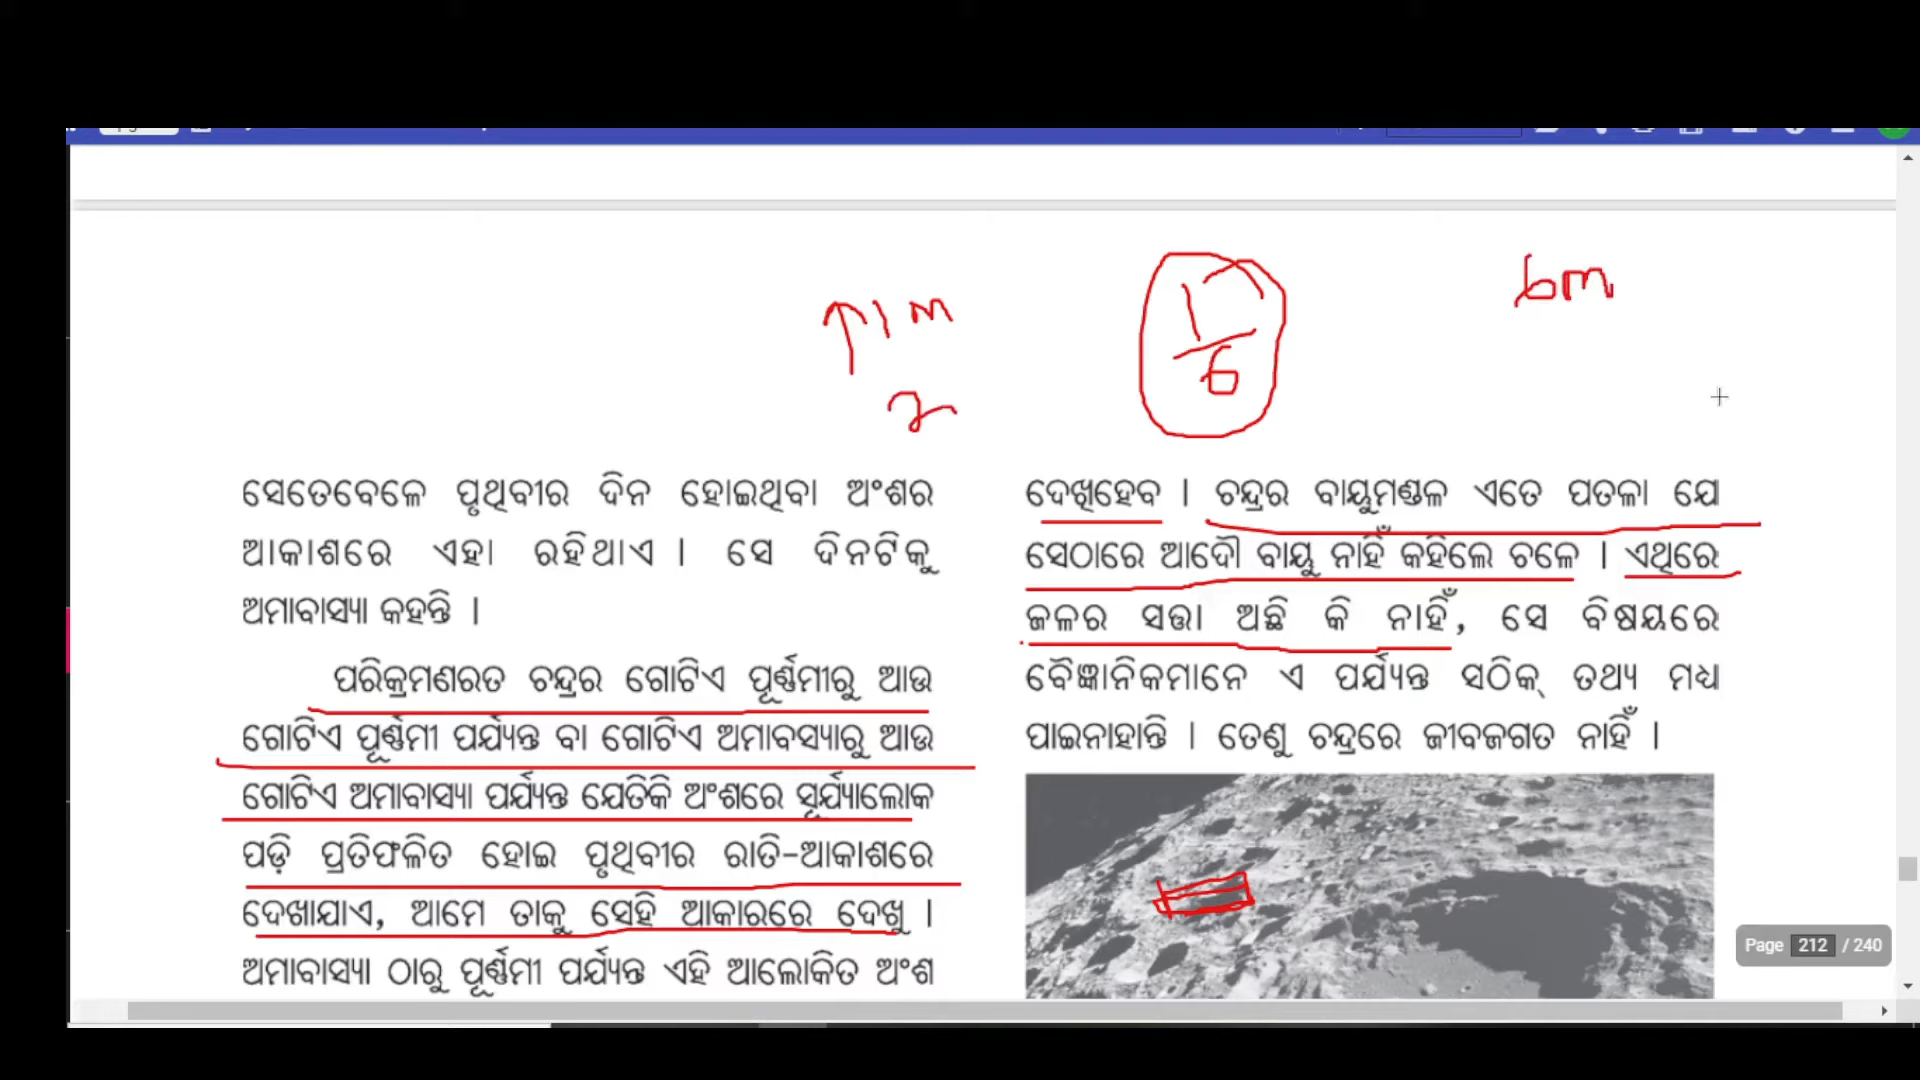 ↑ 1 m
2
1
6
6m
ସେତେବେଳେ ପୃଥିବୀର ଦିନ ହୋଇଥିବା ଅଂଶର
ଆକାଶରେ ଏହା ରହିଥାଏ । ସେ ଦିନଟିକୁ
ଅମାବାସ୍ୟା କହନ୍ତି ।
ପରିକ୍ରମଣରତ ଚନ୍ଦ୍ରର ଗୋଟିଏ ପୂର୍ଣ୍ଣମୀରୁ ଆଉ
ଗୋଟିଏ ପୂର୍ଣ୍ଣମୀ ପର୍ଯ୍ୟନ୍ତ ବା ଗୋଟିଏ ଅମାବସ୍ୟାରୁ ଆଉ
ଗୋଟିଏ ଅମାବାସ୍ୟା ପର୍ଯ୍ୟନ୍ତ ଯେତିକି ଅଂଶରେ ସୂର୍ଯ୍ୟାଲୋକ
ପଡ଼ି ପ୍ରତିଫଳିତ ହୋଇ ପୃଥିବୀର ରାତି-ଆକାଶରେ
ଦେଖାଯାଏ, ଆମେ ତାକୁ ସେହି ଆକାରରେ ଦେଖୁ ।
ଅମାବାସ୍ୟା ଠାରୁ ପୂର୍ଣ୍ଣମୀ ପର୍ଯ୍ୟନ୍ତ ଏହି ଆଲୋକିତ ଅଂଶ
ଦେଖିହେବ । ଚନ୍ଦ୍ରର ବାୟୁମଣ୍ଡଳ ଏତେ ପତଳା ଯେ
ସେଠାରେ ଆଦୌ ବାୟୁ ନାହିଁ କହିଲେ ଚଳେ । ଏଥିରେ
ଜଳର ସତ୍ତା ଅଛି କି ନାହିଁ, ସେ ବିଷୟରେ
ବୈଜ୍ଞାନିକମାନେ ଏ ପର୍ଯ୍ୟନ୍ତ ସଠିକ୍ ତଥ୍ୟ ମଧ୍ୟ
ପାଇନାହାନ୍ତି । ତେଣୁ ଚନ୍ଦ୍ରରେ ଜୀବଜଗତ ନାହିଁ ।
Page 212 / 240